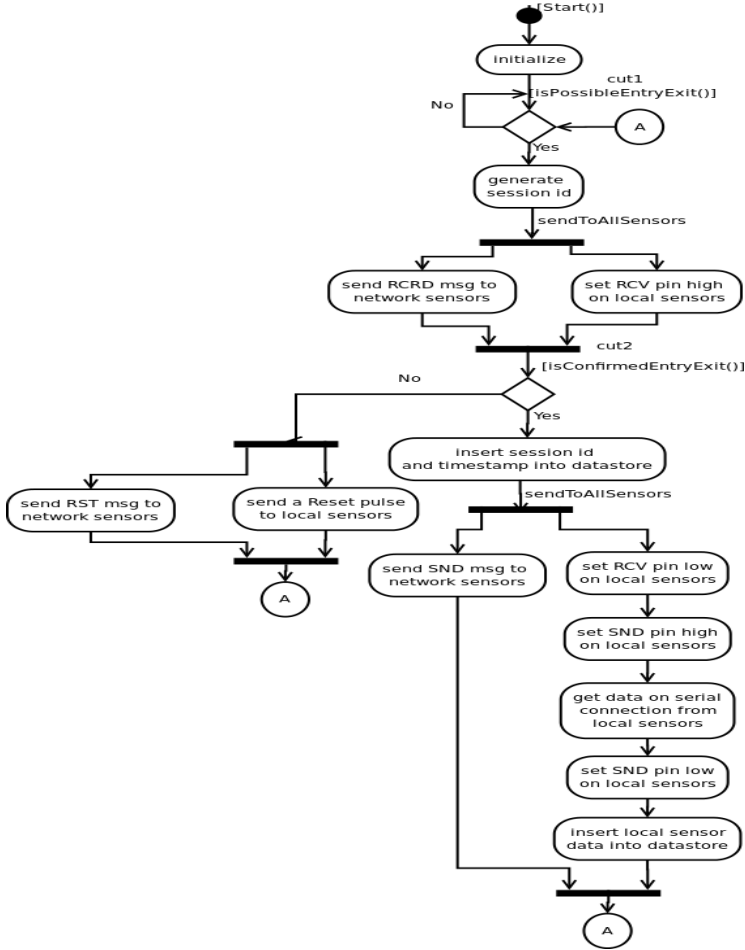 [Start()]
initialize
cut1
[isPossibleEntryExit()]
No
A
Yes
generate
session id
sendToAllSensors
send RCRD msg to
network sensors
set RCV pin high
on local sensors
cut2
[isConfirmedEntryExit()]
No
Yes
insert session id
and timestamp into datastore
sendToAllSensors
send RST msg to
network sensors
send a Reset pulse
to local sensors
A
send SND msg to
network sensors
set RCV pin low
on local sensors
set SND pin high
on local sensors
get data on serial
connection from
local sensors
set SND pin low
on local sensors
insert local sensor
data into datastore
A